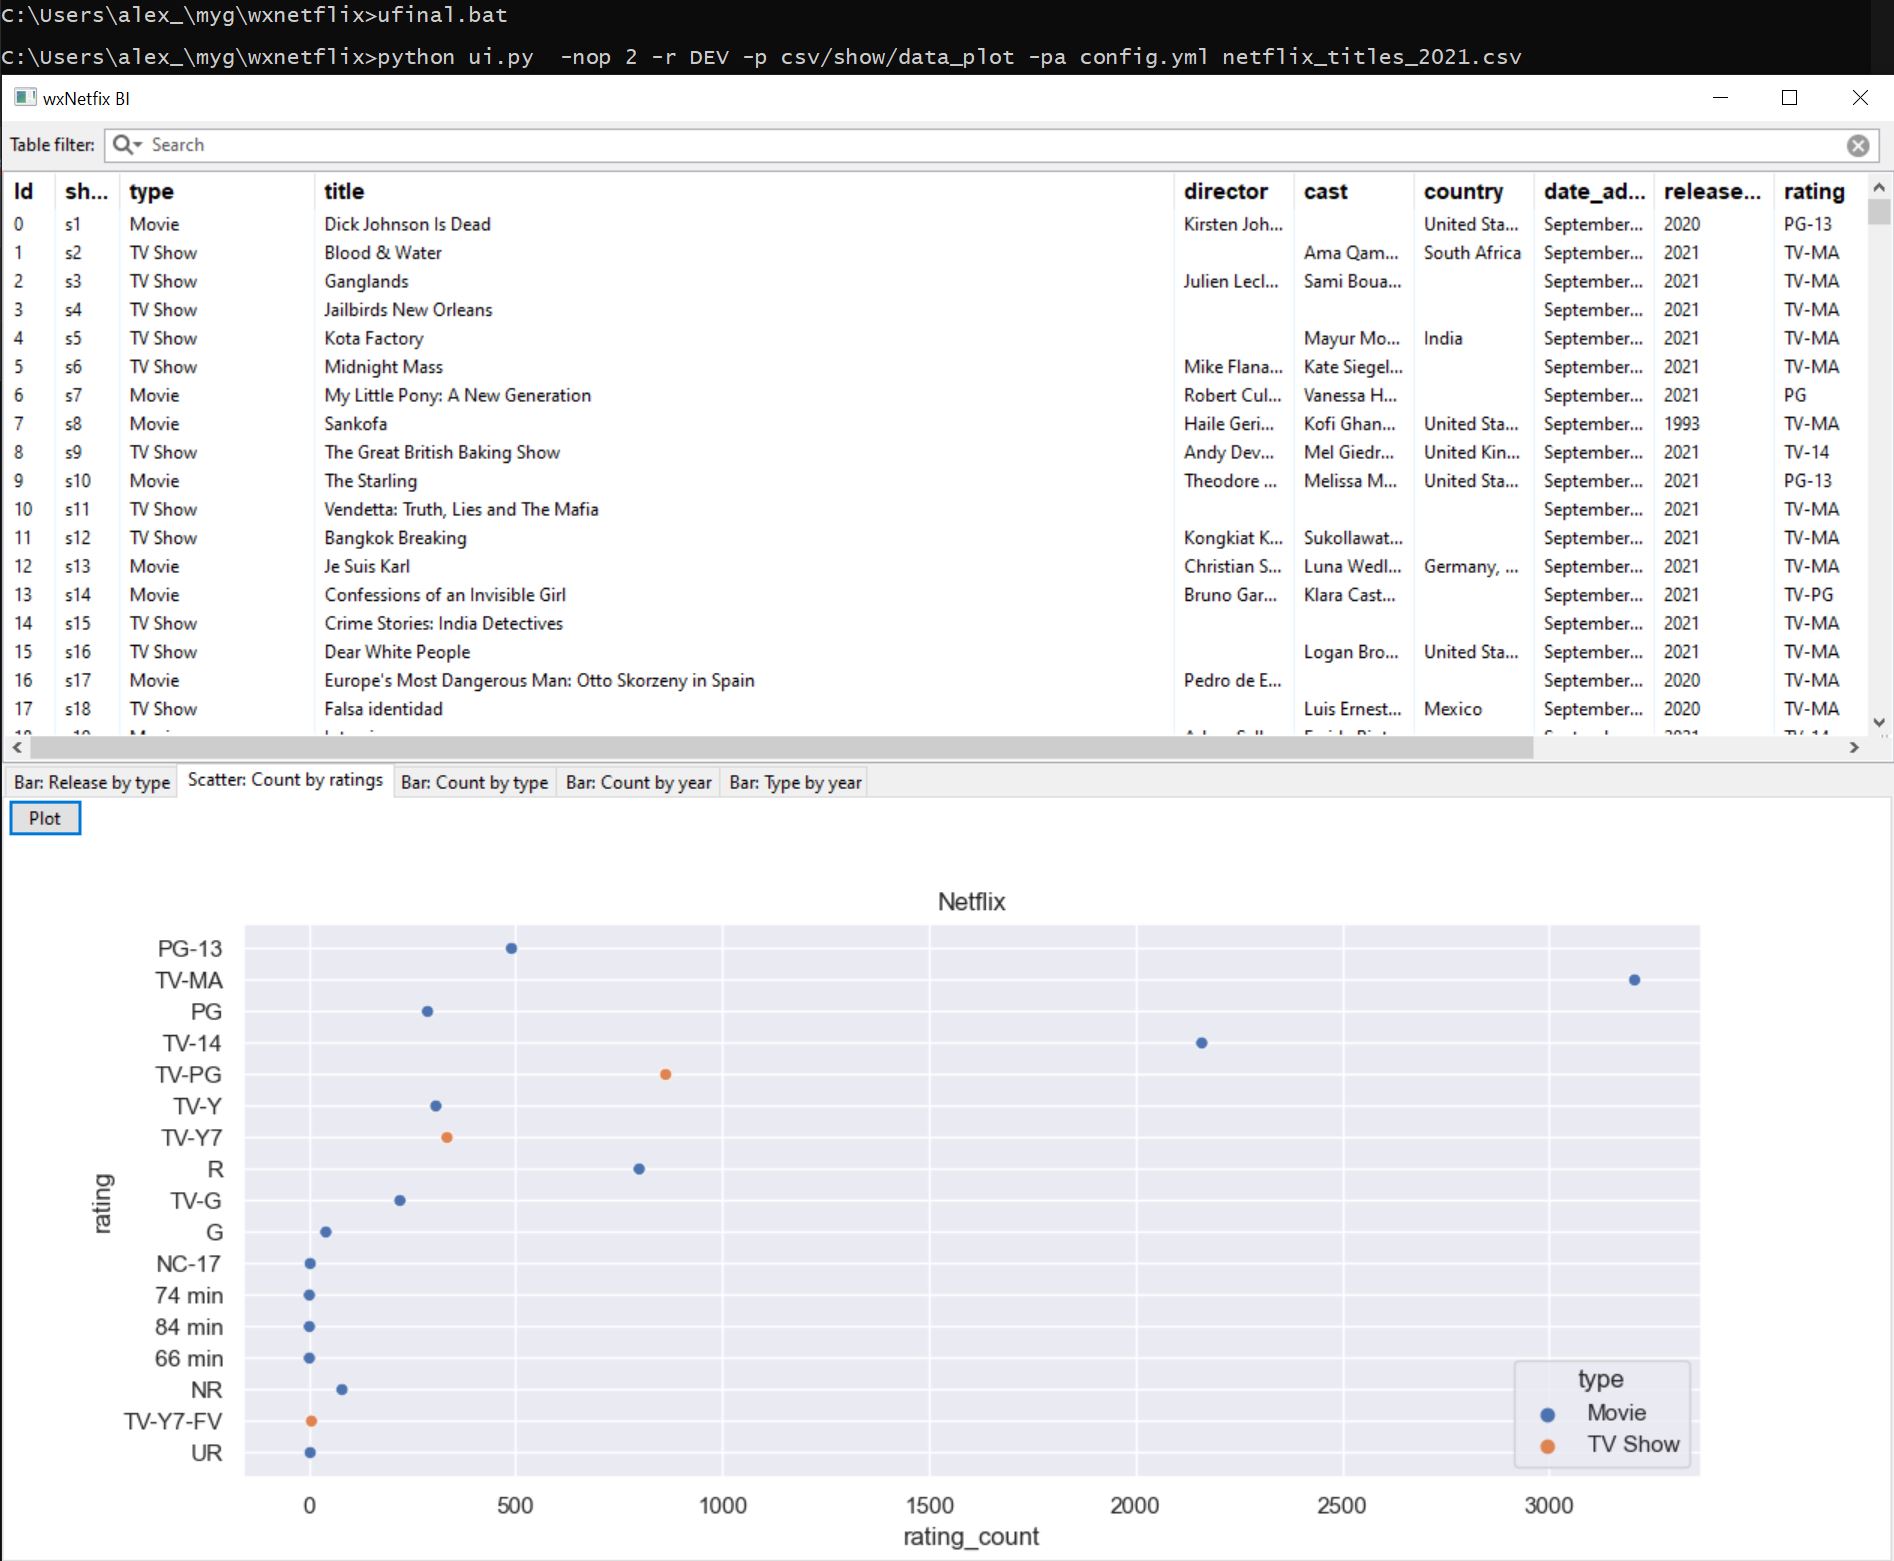 C:\Users\alex_\myg\wxnetflix>ufinal.bat
C:\Users\alex_\myg\wxnetflix>python ui.py  -nop 2 -r DEV -p csv/show/data_plot -pa config.yml netflix_titles_2021.csv
wxNetfix BI
Table filter: Search
Id sh... type title director cast country date_ad... release... rating
0 s1 Movie Dick Johnson Is Dead Kirsten Joh... United Sta... September... 2020 PG-13
1 s2 TV Show Blood & Water Ama Qam... South Africa September... 2021 TV-MA
2 s3 TV Show Ganglands Julien Lecl... Sami Boua... September... 2021 TV-MA
3 s4 TV Show Jailbirds New Orleans September... 2021 TV-MA
4 s5 TV Show Kota Factory Mayur Mo... India September... 2021 TV-MA
5 s6 TV Show Midnight Mass Mike Flana... Kate Siegel... September... 2021 TV-MA
6 s7 Movie My Little Pony: A New Generation Robert Cul... Vanessa H... September... 2021 PG
7 s8 Movie Sankofa Haile Geri... Kofi Ghan... United Sta... September... 1993 TV-MA
8 s9 TV Show The Great British Baking Show Andy Dev... Mel Giedr... United Kin... September... 2021 TV-14
9 s10 Movie The Starling Theodore ... Melissa M... United Sta... September... 2021 PG-13
10 s11 TV Show Vendetta: Truth, Lies and The Mafia September... 2021 TV-MA
11 s12 TV Show Bangkok Breaking Kongkiat K... Sukollawat... September... 2021 TV-MA
12 s13 Movie Je Suis Karl Christian S... Luna Wedl... Germany, ... September... 2021 TV-MA
13 s14 Movie Confessions of an Invisible Girl Bruno Gar... Klara Cast... September... 2021 TV-PG
14 s15 TV Show Crime Stories: India Detectives September... 2021 TV-MA
15 s16 TV Show Dear White People Logan Bro... United Sta... September... 2021 TV-MA
16 s17 Movie Europe's Most Dangerous Man: Otto Skorzeny in Spain Pedro de E... September... 2020 TV-MA
17 s18 TV Show Falsa identidad Luis Ernest... Mexico September... 2020 TV-MA
Bar: Release by type Scatter: Count by ratings Bar: Count by type Bar: Count by year Bar: Type by year
Plot
Netflix
PG-13
TV-MA
PG
TV-14
TV-PG
TV-Y
TV-Y7
R
TV-G
G
NC-17
74 min
84 min
66 min
NR
TV-Y7-FV
UR
rating
type
Movie
TV Show
0 500 1000 1500 2000 2500 3000
rating_count